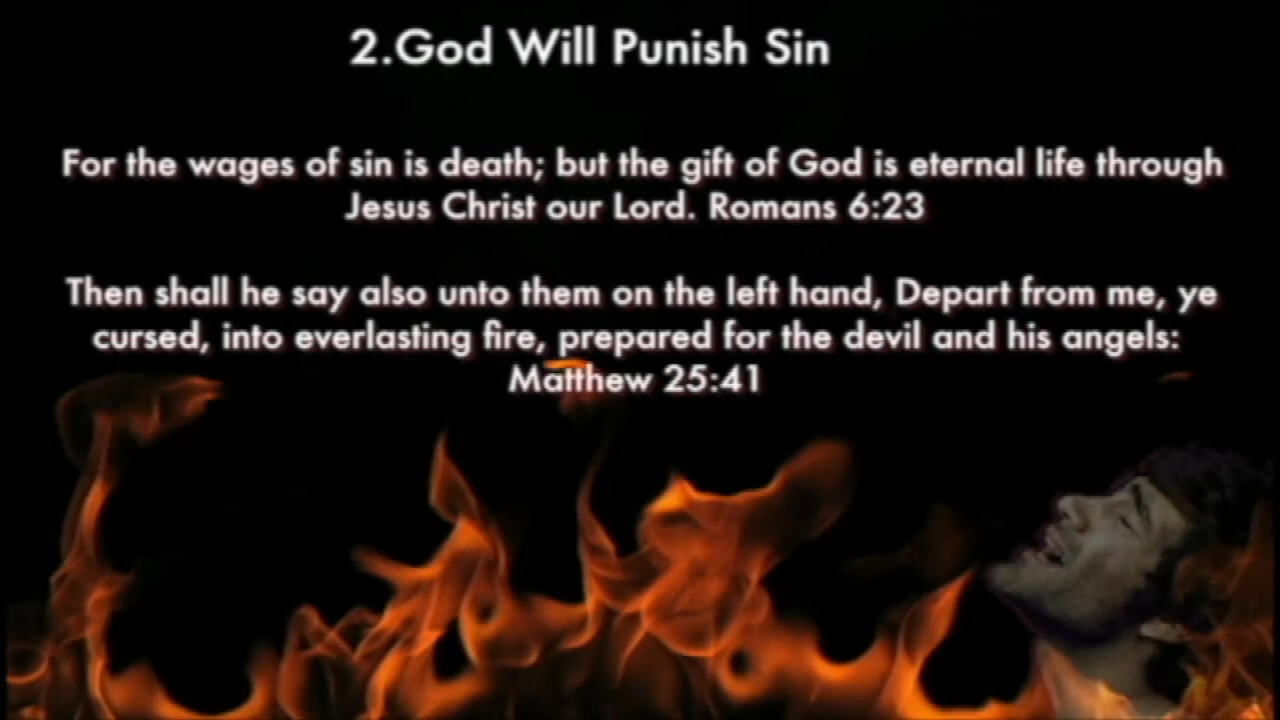 2.God Will Punish Sin
For the wages of sin is death; but the gift of God is eternal life through
Jesus Christ our Lord. Romans 6:23
Then shall he say also unto them on the left hand, Depart from me, ye
cursed, into everlasting fire, prepared for the devil and his angels:
Matthew 25:41